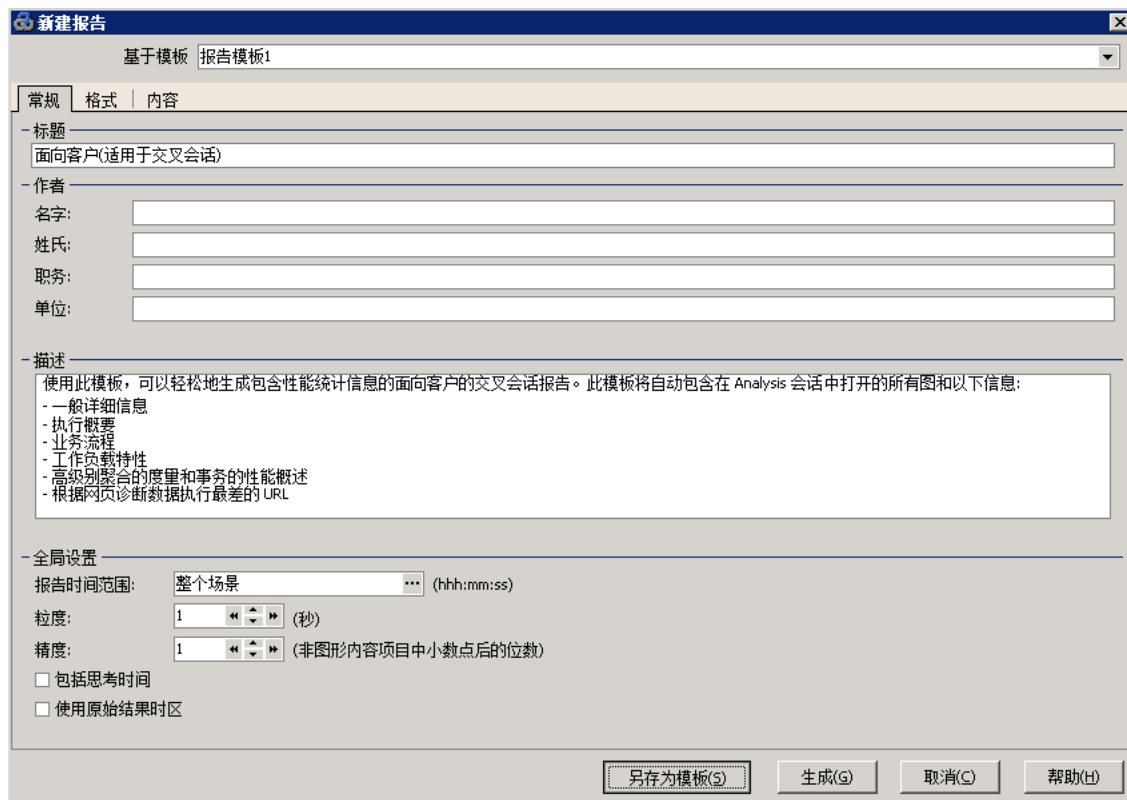 新建报告
基于模板 报告模板1
常规 格式 内容
标题
面向客户(适用于交叉会话)
作者
名字:
姓氏:
职务:
单位:
描述
使用此模板，可以轻松地生成包含性能统计信息的面向客户的交叉会话报告。此模板将自动包含在 Analysis 会话中打开的所有图和以下信息:
- 一般详细信息
- 执行概要
- 业务流程
- 工作负载特性
- 高级别聚合的度量和事务的性能概述
- 根据网页诊断数据执行最差的 URL
全局设置
报告时间范围: 整个场景 ... (hhh:mm:ss)
粒度: 1 (秒)
精度: 1 (非图形内容项目中小数点后的位数)
包括思考时间
使用原始结果时区
另存为模板(S) 生成(G) 取消(C) 帮助(H)